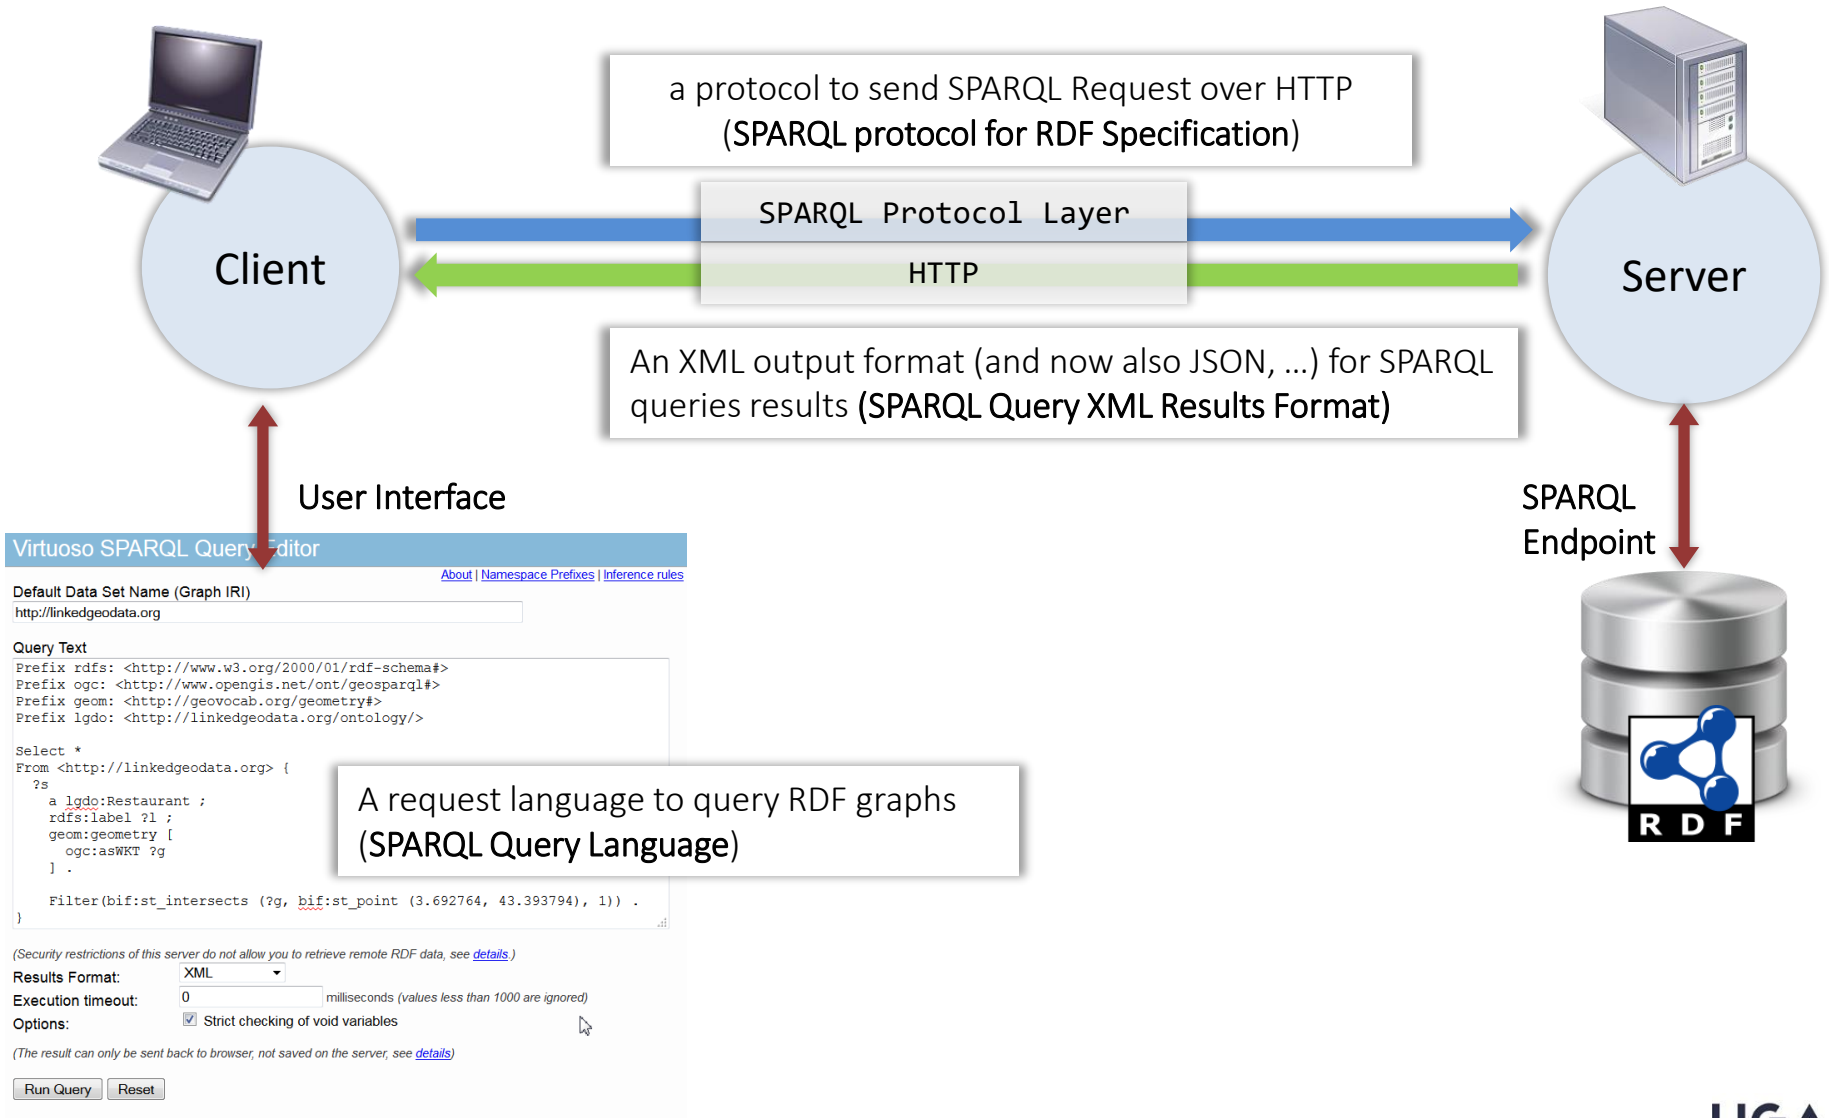 a protocol to send SPARQL Request over HTTP
(SPARQL protocol for RDF Specification)
SPARQL Protocol Layer
HTTP
Client
Server
An XML output format (and now also JSON, ...) for SPARQL
queries results (SPARQL Query XML Results Format)
User Interface
SPARQL
Endpoint
Virtuoso SPARQL Query Editor
About | Namespace Prefixes | Inference rules
Default Data Set Name (Graph IRI)
http://linkedgeodata.org
Query Text
Prefix rdfs: <http://www.w3.org/2000/01/rdf-schema#>
Prefix ogc: <http://www.opengis.net/ont/geosparql#>
Prefix geom: <http://geovocab.org/geometry#>
Prefix lgdo: <http://linkedgeodata.org/ontology/>
Select *
From <http://linkedgeodata.org> {
?s
a lgdo:Restaurant ;
rdfs:label ?l ;
geom:geometry [
ogc:asWKT ?g
] .
Filter(bif:st_intersects (?g, bif:st_point (3.692764, 43.393794), 1)) .
}
A request language to query RDF graphs
(SPARQL Query Language)
RDF
(Security restrictions of this server do not allow you to retrieve remote RDF data, see details.)
Results Format: XML
Execution timeout: 0 milliseconds (values less than 1000 are ignored)
Options: Strict checking of void variables
(The result can only be sent back to browser, not saved on the server, see details)
Run Query Reset